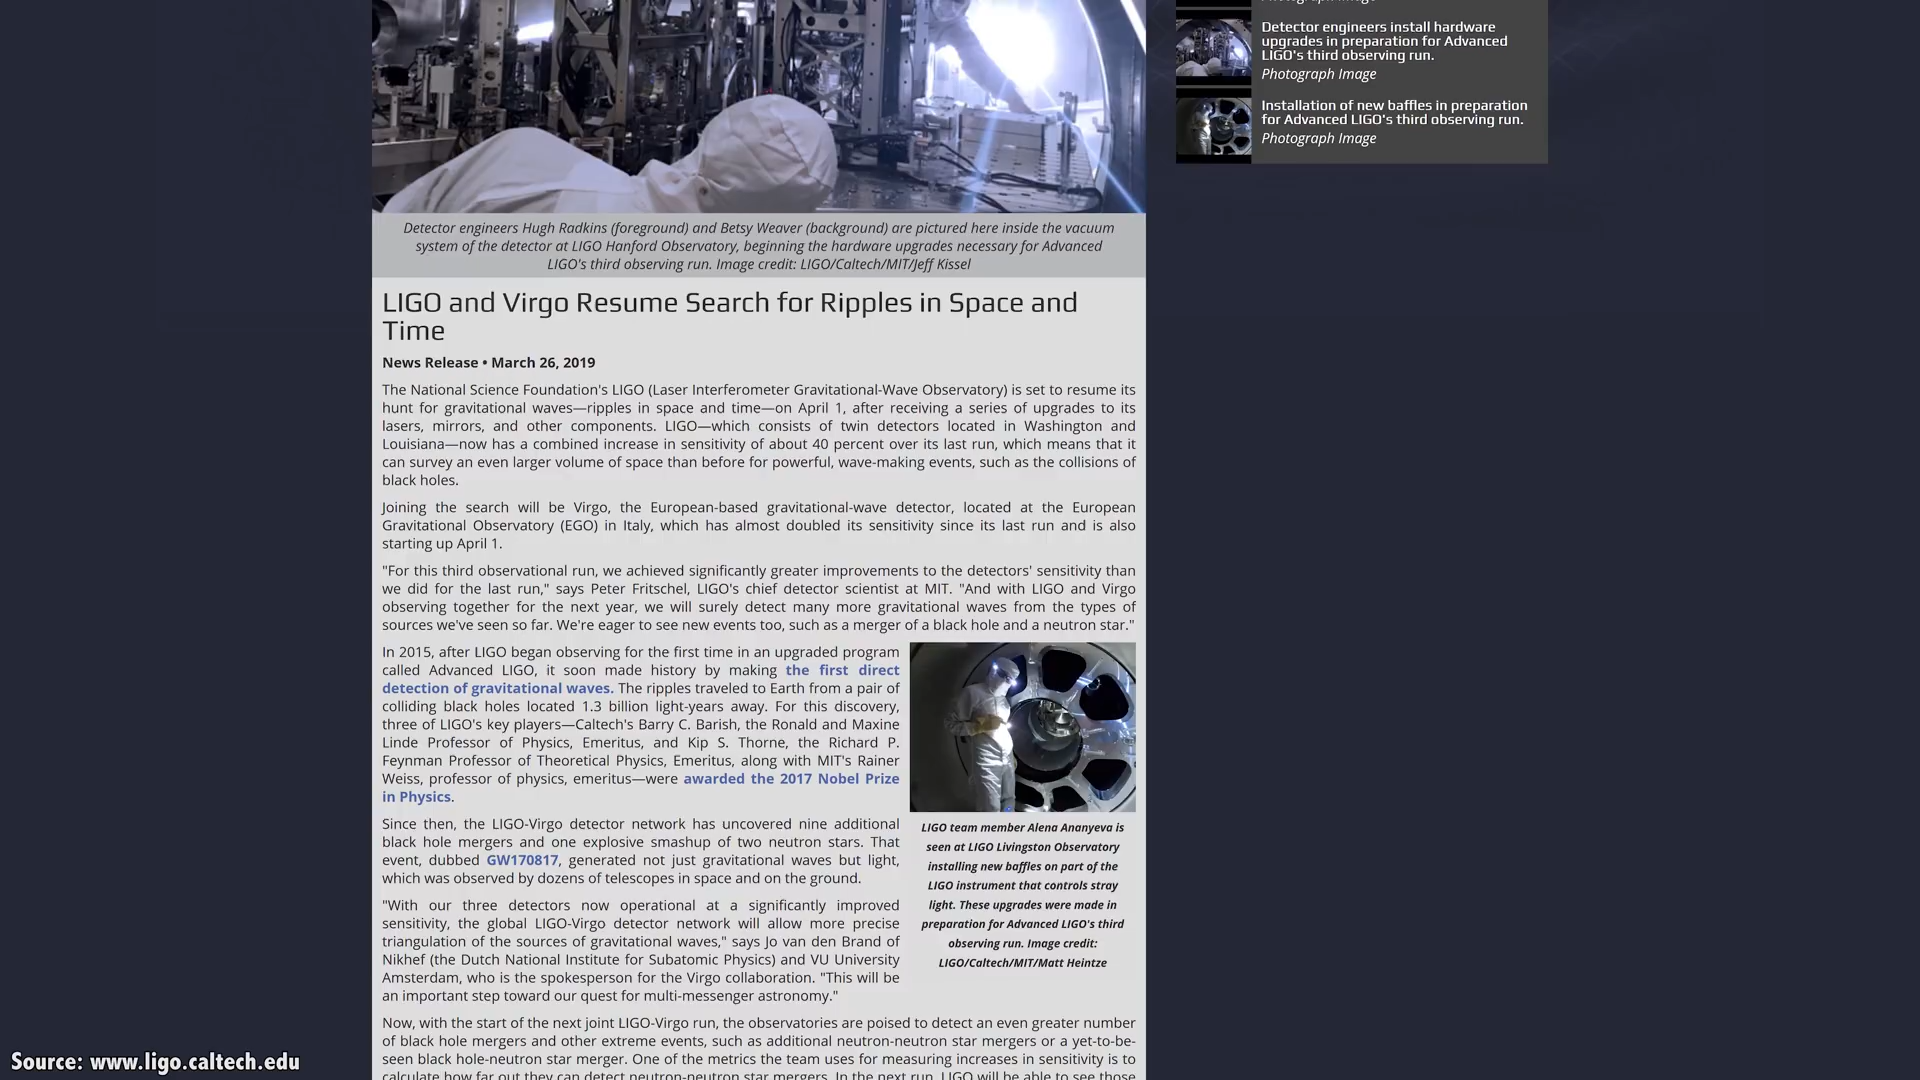 Photograph Image
Detector engineers install hardware
upgrades in preparation for Advanced
LIGO's third observing run.
Photograph Image
Installation of new baffles in preparation
for Advanced LIGO's third observing run.
Photograph Image
Detector engineers Hugh Radkins (foreground) and Betsy Weaver (background) are pictured here inside the vacuum
system of the detector at LIGO Hanford Observatory, beginning the hardware upgrades necessary for Advanced
LIGO's third observing run. Image credit: LIGO/Caltech/MIT/Jeff Kissel
LIGO and Virgo Resume Search for Ripples in Space and
Time
News Release • March 26, 2019
The National Science Foundation's LIGO (Laser Interferometer Gravitational-Wave Observatory) is set to resume its
hunt for gravitational waves—ripples in space and time—on April 1, after receiving a series of upgrades to its
lasers, mirrors, and other components. LIGO—which consists of twin detectors located in Washington and
Louisiana—now has a combined increase in sensitivity of about 40 percent over its last run, which means that it
can survey an even larger volume of space than before for powerful, wave-making events, such as the collisions of
black holes.
Joining the search will be Virgo, the European-based gravitational-wave detector, located at the European
Gravitational Observatory (EGO) in Italy, which has almost doubled its sensitivity since its last run and is also
starting up April 1.
"For this third observational run, we achieved significantly greater improvements to the detectors' sensitivity than
we did for the last run," says Peter Fritschel, LIGO's chief detector scientist at MIT. "And with LIGO and Virgo
observing together for the next year, we will surely detect many more gravitational waves from the types of
sources we've seen so far. We're eager to see new events too, such as a merger of a black hole and a neutron star."
In 2015, after LIGO began observing for the first time in an upgraded program
called Advanced LIGO, it soon made history by making the first direct
detection of gravitational waves. The ripples traveled to Earth from a pair of
colliding black holes located 1.3 billion light-years away. For this discovery,
three of LIGO's key players—Caltech's Barry C. Barish, the Ronald and Maxine
Linde Professor of Physics, Emeritus, and Kip S. Thorne, the Richard P.
Feynman Professor of Theoretical Physics, Emeritus, along with MIT's Rainer
Weiss, professor of physics, emeritus—were awarded the 2017 Nobel Prize
in Physics.
Since then, the LIGO-Virgo detector network has uncovered nine additional
black hole mergers and one explosive smashup of two neutron stars. That
event, dubbed GW170817, generated not just gravitational waves but light,
which was observed by dozens of telescopes in space and on the ground.
"With our three detectors now operational at a significantly improved
sensitivity, the global LIGO-Virgo detector network will allow more precise
triangulation of the sources of gravitational waves," says Jo van den Brand of
Nikhef (the Dutch National Institute for Subatomic Physics) and VU University
Amsterdam, who is the spokesperson for the Virgo collaboration. "This will be
an important step toward our quest for multi-messenger astronomy."
LIGO team member Alena Ananyeva is
seen at LIGO Livingston Observatory
installing new baffles on part of the
LIGO instrument that controls stray
light. These upgrades were made in
preparation for Advanced LIGO's third
observing run. Image credit:
LIGO/Caltech/MIT/Matt Heintze
Now, with the start of the next joint LIGO-Virgo run, the observatories are poised to detect an even greater number
of black hole mergers and other extreme events, such as additional neutron-neutron star mergers or a yet-to-be-
seen black hole-neutron star merger. One of the metrics the team uses for measuring increases in sensitivity is to
calculate how far out they can detect neutron-neutron star mergers. In the next run, LIGO will be able to see those
Source: www.ligo.caltech.edu